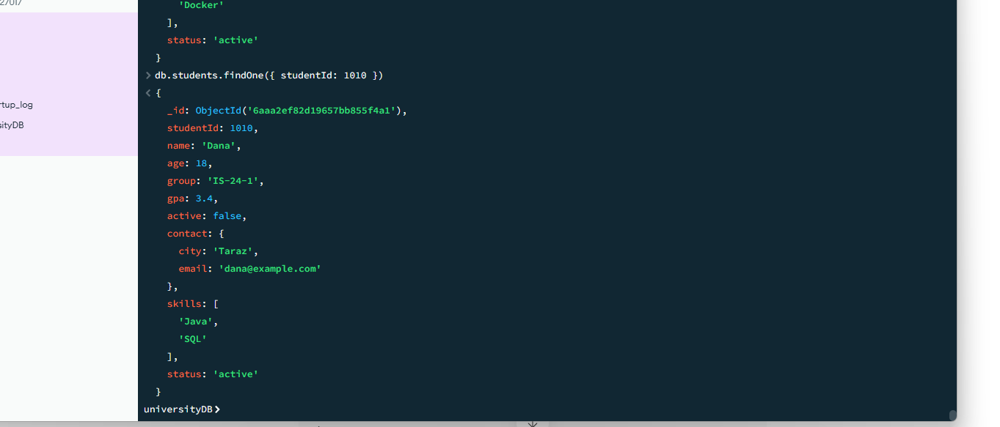 27017
rtup_log
sityDB
'Docker'
],
status: 'active'
}
db.students.findOne({ studentId: 1010 })
{
_id: ObjectId('6aaa2ef82d19657bb855f4a1'),
studentId: 1010,
name: 'Dana',
age: 18,
group: 'IS-24-1',
gpa: 3.4,
active: false,
contact: {
city: 'Taraz',
email: 'dana@example.com'
},
skills: [
'Java',
'SQL'
],
status: 'active'
}
universityDB>